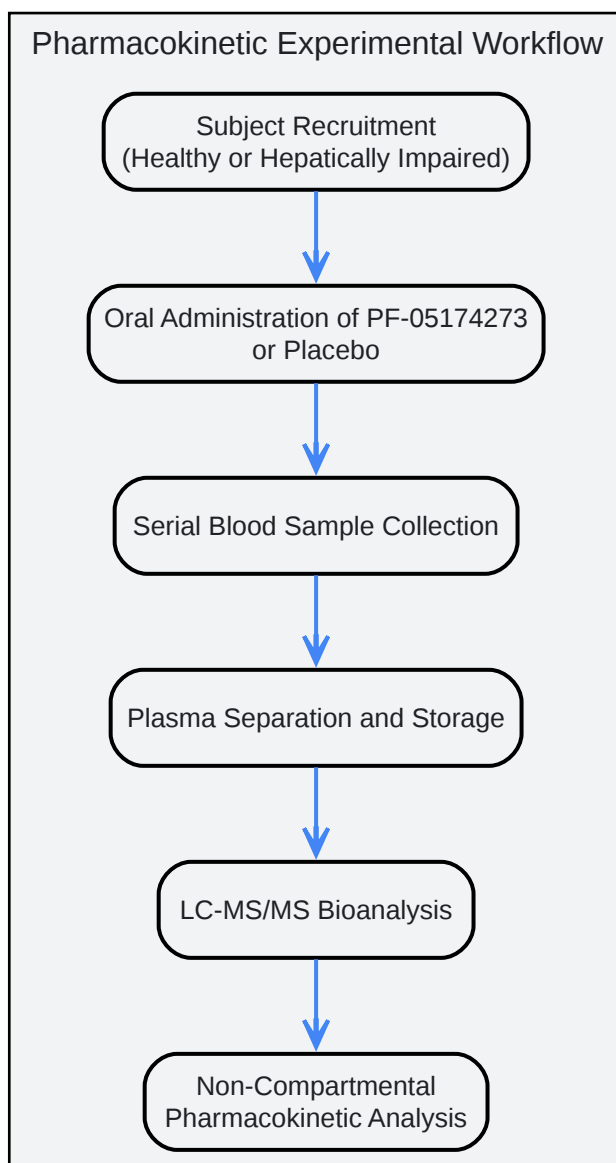 Pharmacokinetic Experimental Workflow
Subject Recruitment
(Healthy or Hepatically Impaired)
Oral Administration of PF-05174273
or Placebo
Serial Blood Sample Collection
Plasma Separation and Storage
LC-MS/MS Bioanalysis
Non-Compartmental
Pharmacokinetic Analysis